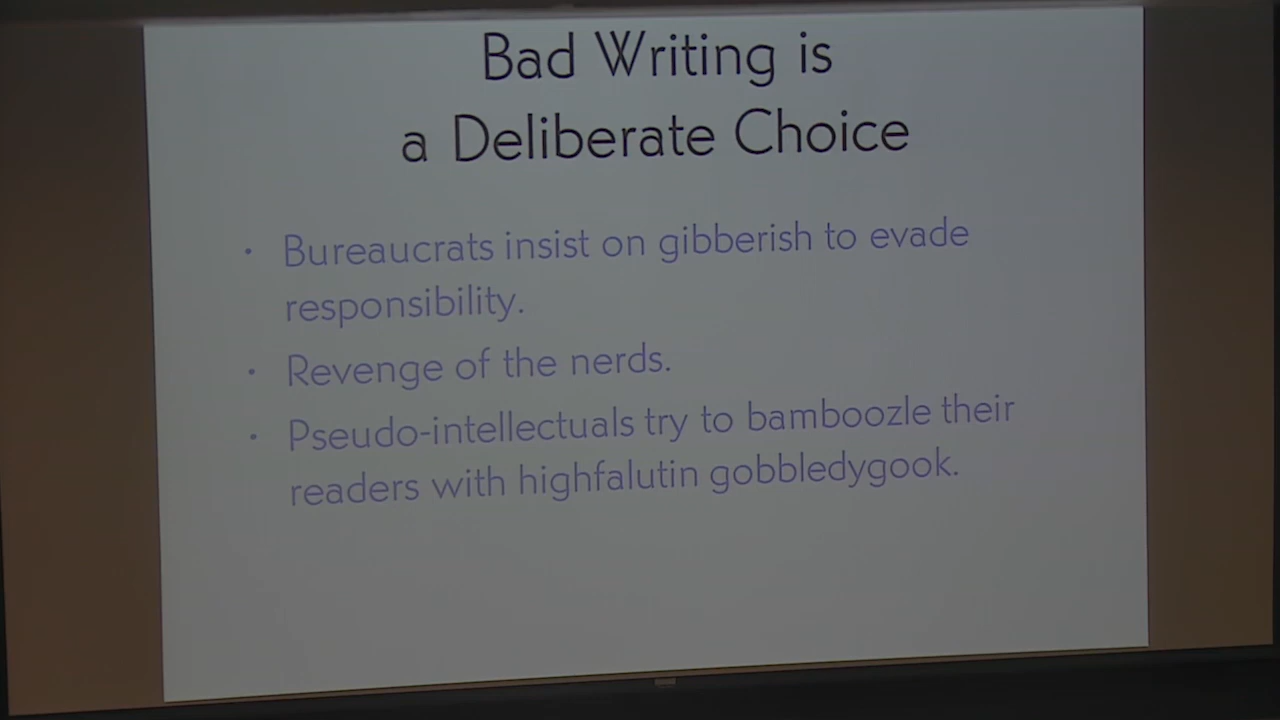 Bad Writing is
a Deliberate Choice
• Bureaucrats insist on gibberish to evade
responsibility.
• Revenge of the nerds.
• Pseudo-intellectuals try to bamboozle their
readers with highfalutin gobbledygook.